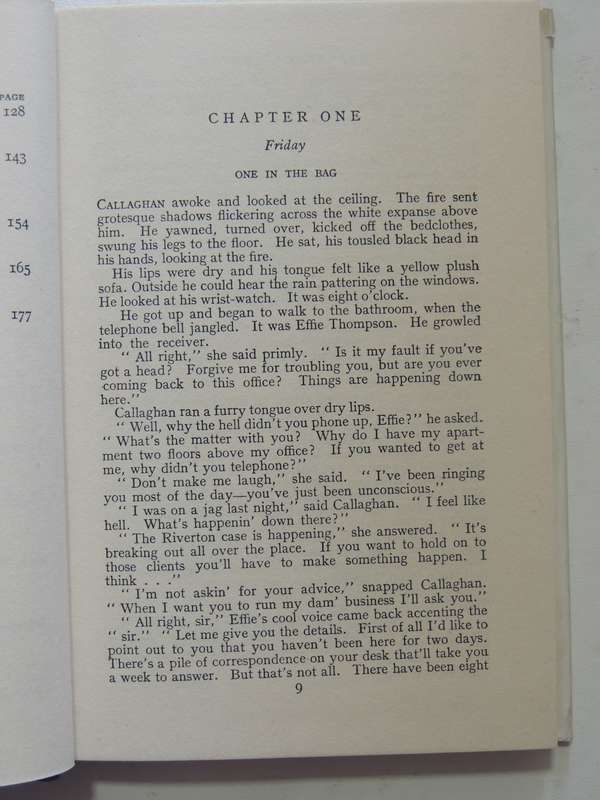 PAGE
128
143
154
165
177
CHAPTER ONE
Friday
ONE IN THE BAG
CALLAGHAN awoke and looked at the ceiling. The fire sent
grotesque shadows flickering across the white expanse above
him. He yawned, turned over, kicked off the bedclothes,
swung his legs to the floor. He sat, his tousled black head in
his hands, looking at the fire.
His lips were dry and his tongue felt like a yellow plush
sofa. Outside he could hear the rain pattering on the windows.
He looked at his wrist-watch. It was eight o'clock.
He got up and began to walk to the bathroom, when the
telephone bell jangled. It was Effie Thompson. He growled
into the receiver.
" All right," she said primly. " Is it my fault if you've
got a head? Forgive me for troubling you, but are you ever
coming back to this office? Things are happening down
here."
Callaghan ran a furry tongue over dry lips.
" Well, why the hell didn't you phone up, Effie?" he asked.
" What's the matter with you? Why do I have my apart-
ment two floors above my office? If you wanted to get at
me, why didn't you telephone?"
" Don't make me laugh," she said. " I've been ringing
you most of the day—you've just been unconscious."
" I was on a jag last night," said Callaghan. " I feel like
hell. What's happenin' down there?"
" The Riverton case is happening," she answered. " It's
breaking out all over the place. If you want to hold on to
those clients you'll have to make something happen. I
think . . ."
" I'm not askin' for your advice," snapped Callaghan.
" When I want you to run my dam' business I'll ask you."
" All right, sir," Effie's cool voice came back accenting the
" sir." " Let me give you the details. First of all I'd like to
point out to you that you haven't been here for two days.
There's a pile of correspondence on your desk that'll take you
a week to answer. But that's not all. There have been eight
9